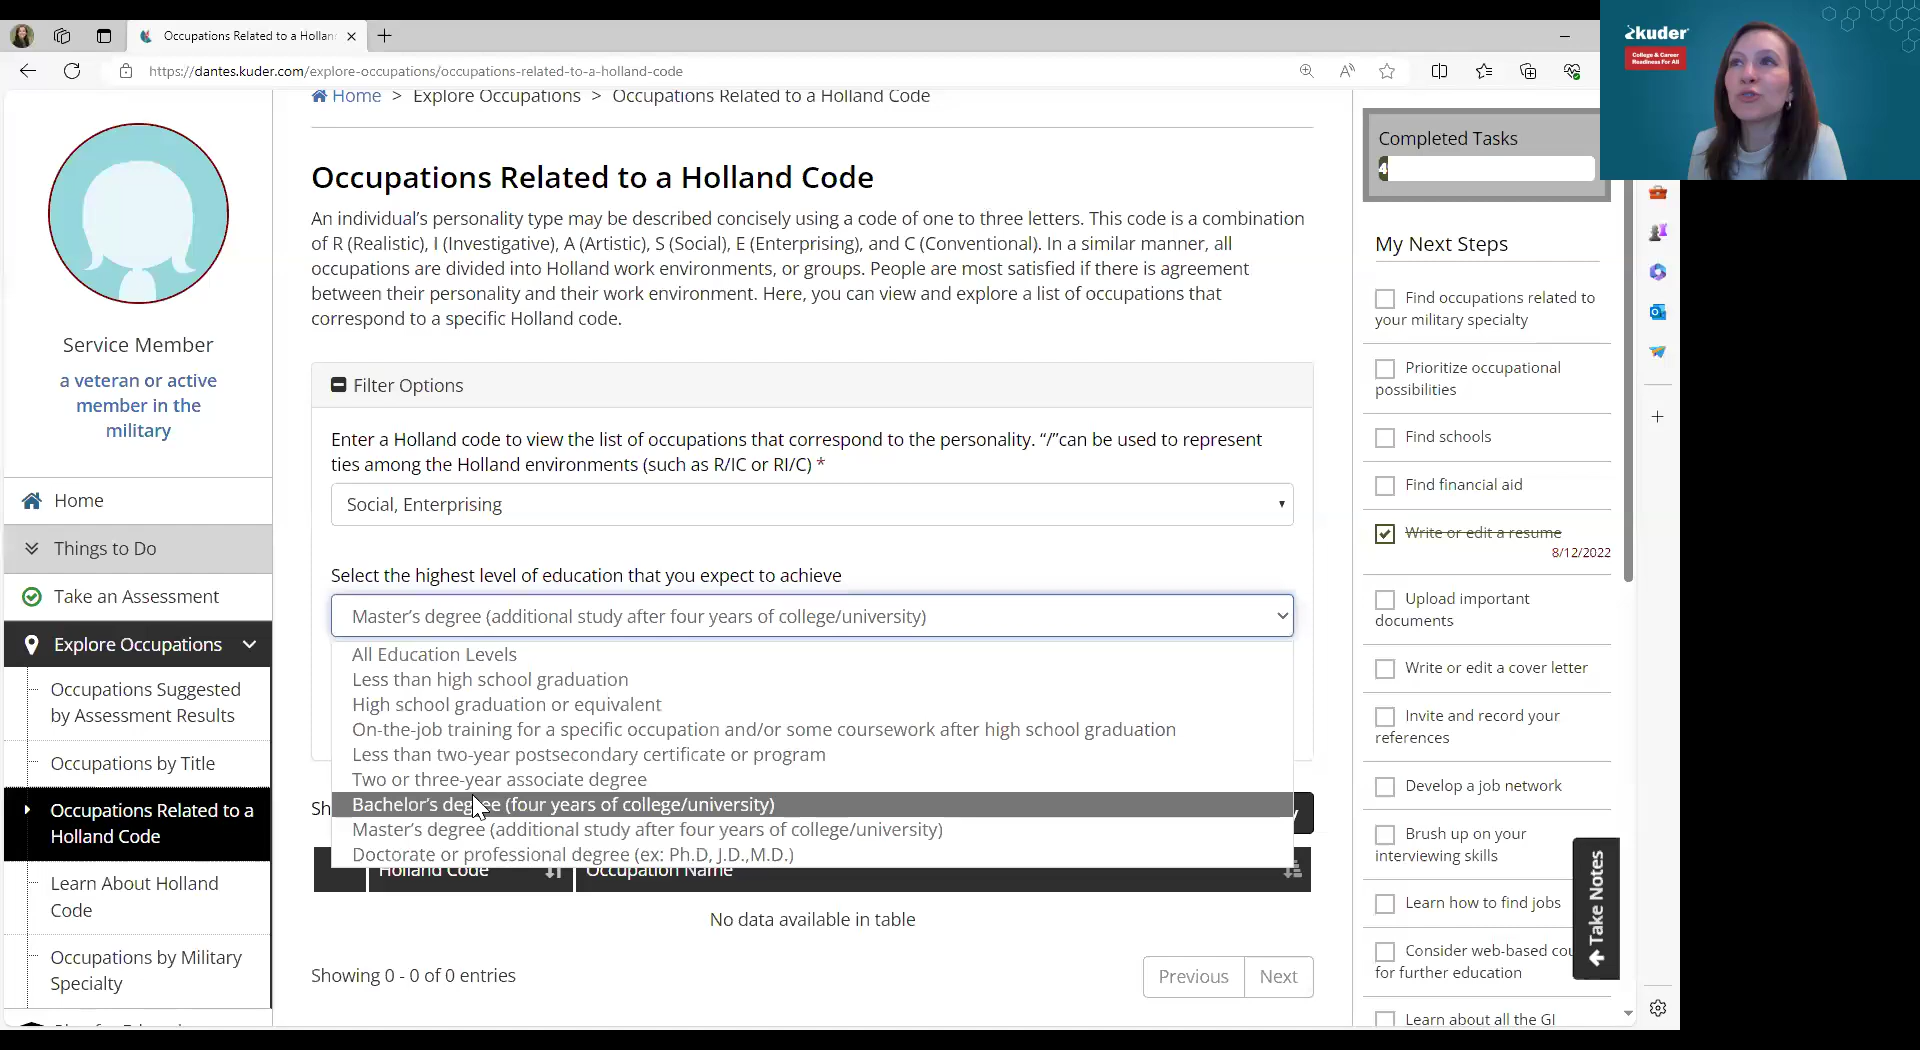 Occupations Related to a Hollan
https://dantes.kuder.com/explore-occupations/occupations-related-to-a-holland-code
kuder
College & Career
Readiness For All
Home > Explore Occupations > Occupations Related to a Holland Code
Service Member
a veteran or active
member in the
military
Home
Things to Do
Take an Assessment
Explore Occupations
Occupations Suggested
by Assessment Results
Occupations by Title
Occupations Related to a
Holland Code
Learn About Holland
Code
Occupations by Military
Specialty
Occupations Related to a Holland Code
An individual’s personality type may be described concisely using a code of one to three letters. This code is a combination
of R (Realistic), I (Investigative), A (Artistic), S (Social), E (Enterprising), and C (Conventional). In a similar manner, all
occupations are divided into Holland work environments, or groups. People are most satisfied if there is agreement
between their personality and their work environment. Here, you can view and explore a list of occupations that
correspond to a specific Holland code.
Filter Options
Enter a Holland code to view the list of occupations that correspond to the personality. “/”can be used to represent
ties among the Holland environments (such as R/IC or RI/C) *
Social, Enterprising
Select the highest level of education that you expect to achieve
Master’s degree (additional study after four years of college/university)
All Education Levels
Less than high school graduation
High school graduation or equivalent
On-the-job training for a specific occupation and/or some coursework after high school graduation
Less than two-year postsecondary certificate or program
Two or three-year associate degree
Bachelor’s degree (four years of college/university)
Master’s degree (additional study after four years of college/university)
Doctorate or professional degree (ex: Ph.D, J.D.,M.D.)
Sh
Holland Code Occupation Name
No data available in table
Showing 0 - 0 of 0 entries
Previous Next
Completed Tasks
4
My Next Steps
Find occupations related to
your military specialty
Prioritize occupational
possibilities
Find schools
Find financial aid
Write or edit a resume
8/12/2022
Upload important
documents
Write or edit a cover letter
Invite and record your
references
Develop a job network
Brush up on your
interviewing skills
Learn how to find jobs
Consider web-based cou
for further education
Learn about all the GI
Take Notes